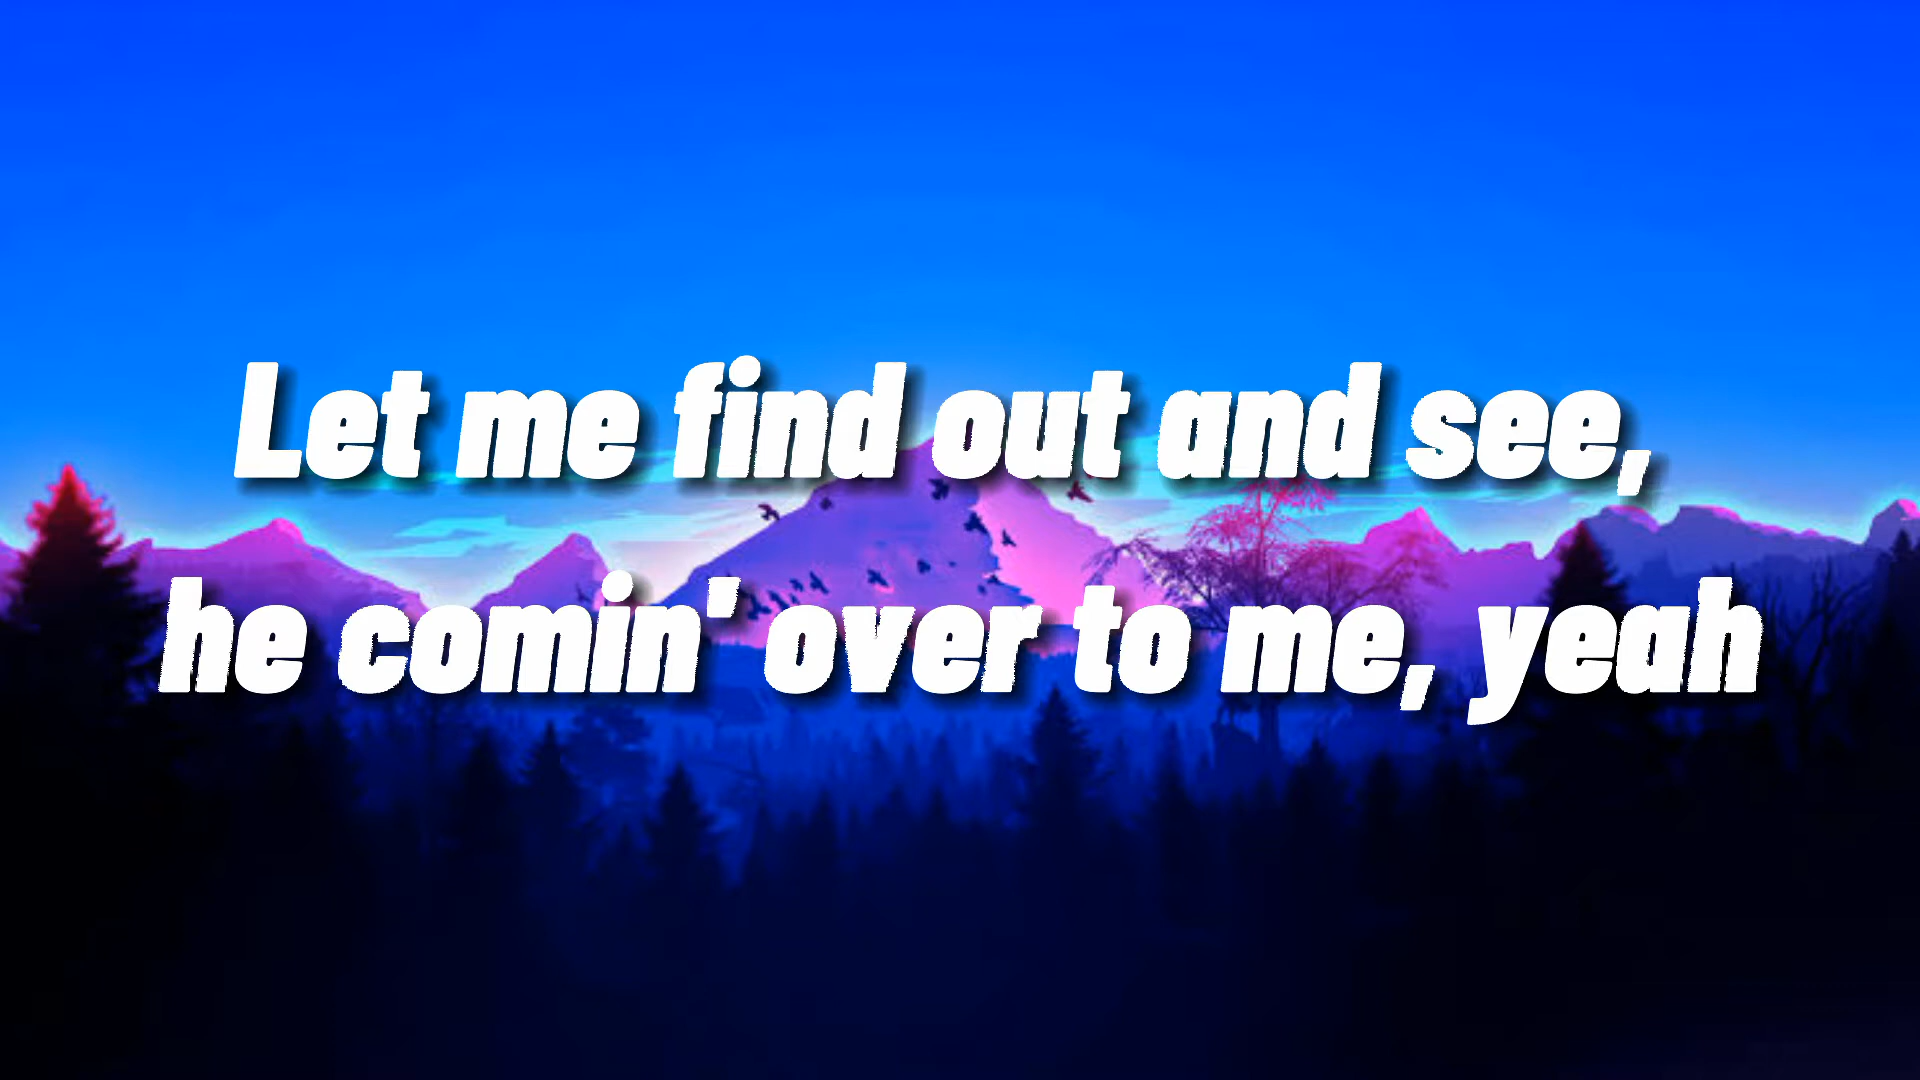 Let me find out and see,
he comin' over to me, yeah